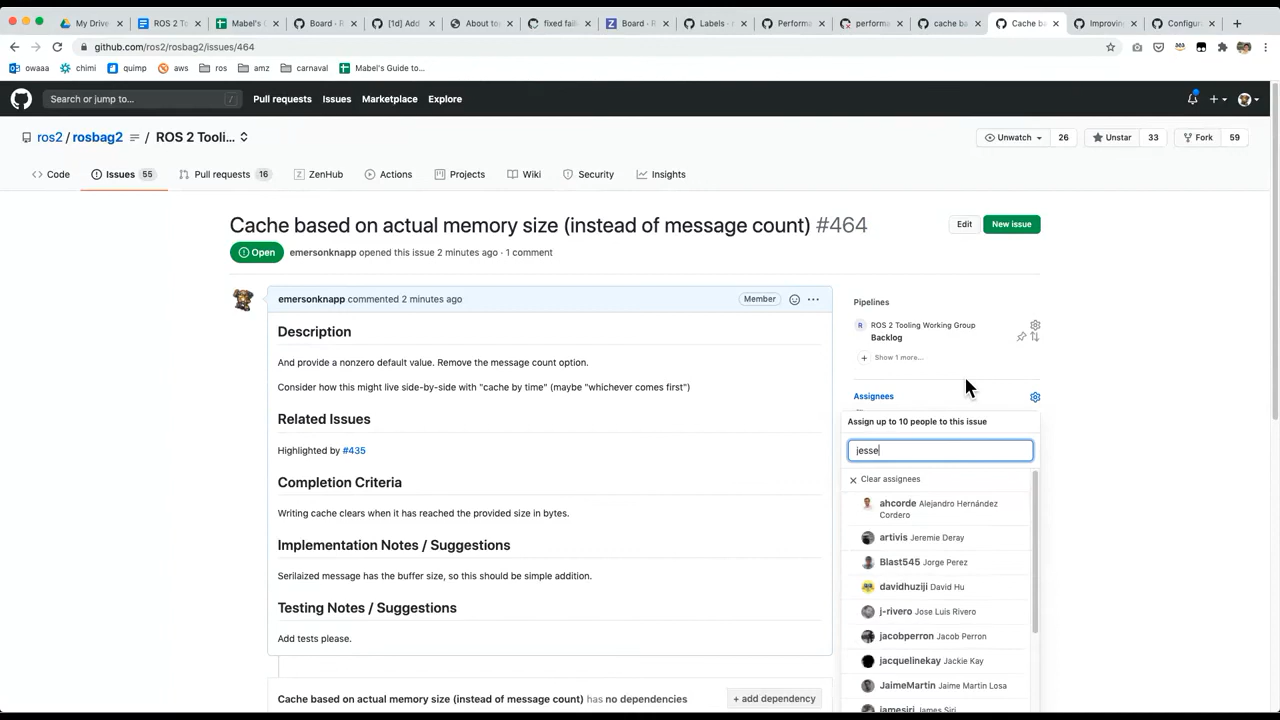 My Drive
ROS 2 To
Mabel's G
Board · R
[1d] Add
About to
fixed fail
Board · R
Labels ·
Performa
performa
cache ba
Cache ba
Improving
Configur
github.com/ros2/rosbag2/issues/464
owaaa
chimi
quimp
aws
ros
amz
carnaval
Mabel's Guide to...
Search or jump to...
/
Pull requests
Issues
Marketplace
Explore
ros2 / rosbag2 / ROS 2 Tooli...
Unwatch 26
Unstar 33
Fork 59
Code
Issues 55
Pull requests 16
ZenHub
Actions
Projects
Wiki
Security
Insights
Cache based on actual memory size (instead of message count) #464
Edit
New issue
Open
emersonknapp opened this issue 2 minutes ago · 1 comment
emersonknapp commented 2 minutes ago
Member
Description
And provide a nonzero default value. Remove the message count option.
Consider how this might live side-by-side with "cache by time" (maybe "whichever comes first")
Related Issues
Highlighted by #435
Completion Criteria
Writing cache clears when it has reached the provided size in bytes.
Implementation Notes / Suggestions
Serilaized message has the buffer size, so this should be simple addition.
Testing Notes / Suggestions
Add tests please.
Cache based on actual memory size (instead of message count) has no dependencies
+ add dependency
Pipelines
R
ROS 2 Tooling Working Group
Backlog
+ Show 1 more...
Assignees
Assign up to 10 people to this issue
jesse
Clear assignees
ahcorde Alejandro Hernández
Cordero
artivis Jeremie Deray
Blast545 Jorge Perez
davidhuziji David Hu
j-rivero Jose Luis Rivero
jacobperron Jacob Perron
jacquelinekay Jackie Kay
JaimeMartin Jaime Martin Losa
jamesiri James Siri